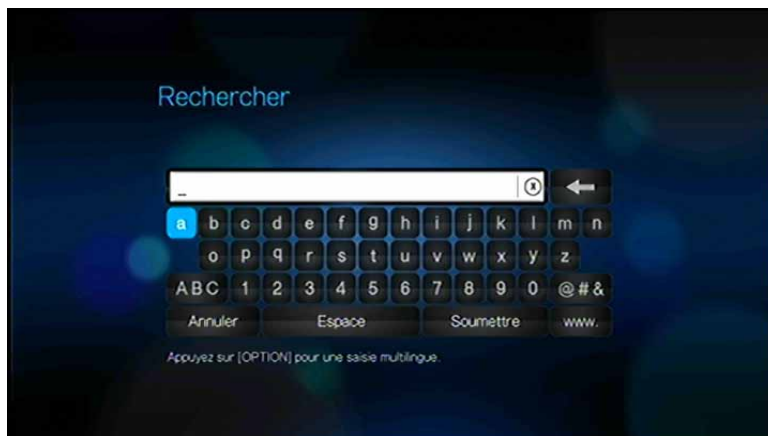 Rechercher
_
a b c d e f g h i j k l m n
o p q r s t u v w x y z
ABC 1 2 3 4 5 6 7 8 9 0 @#&
Annuler Espace Soumettre www.
Appuyez sur [OPTION] pour une saisie multilingue.